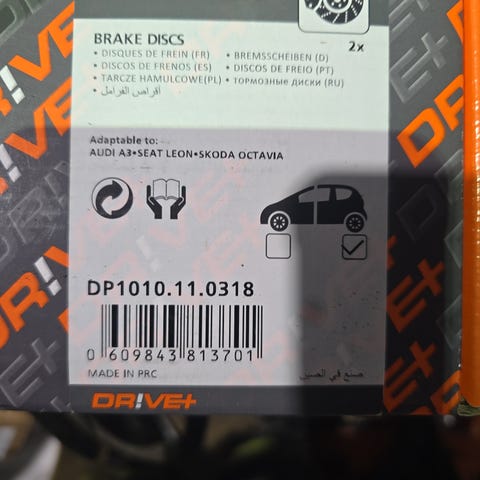 BRAKE DISCS
2x
• DISQUES DE FREIN (FR) • BREMSSCHEIBEN (D)
• DISCOS DE FRENOS (ES) • DISCOS DE FREIO (PT)
• TARCZE HAMULCOWE(PL) • ТОРМОЗНЫЕ ДИСКИ (RU)
• أقراص الفرامل
Adaptable to:
AUDI A3•SEAT LEON•SKODA OCTAVIA
DP1010.11.0318
0 609843 813701
MADE IN PRC
صنع في الصين
DR!VE+